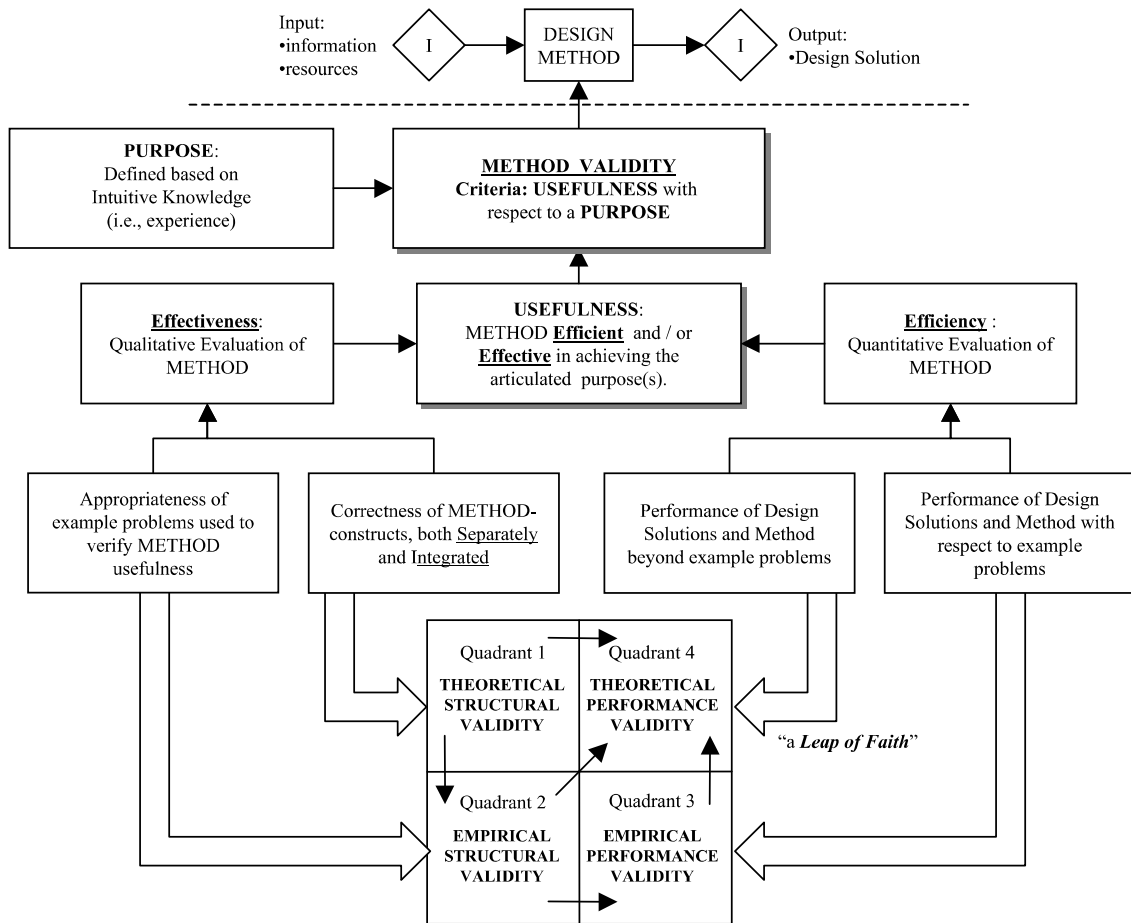 Input:
•information
•resources
I
DESIGN
METHOD
I
Output:
•Design Solution
PURPOSE:
Defined based on
Intuitive Knowledge
(i.e., experience)
METHOD VALIDITY
Criteria: USEFULNESS with
respect to a PURPOSE
Effectiveness:
Qualitative Evaluation of
METHOD
USEFULNESS:
METHOD Efficient and / or
Effective in achieving the
articulated purpose(s).
Efficiency :
Quantitative Evaluation of
METHOD
Appropriateness of
example problems used to
verify METHOD
usefulness
Correctness of METHOD-
constructs, both Separately
and Integrated
Performance of Design
Solutions and Method
beyond example problems
Performance of Design
Solutions and Method with
respect to example
problems
Quadrant 1
THEORETICAL
STRUCTURAL
VALIDITY
Quadrant 4
THEORETICAL
PERFORMANCE
VALIDITY
“a Leap of Faith”
Quadrant 2
EMPIRICAL
STRUCTURAL
VALIDITY
Quadrant 3
EMPIRICAL
PERFORMANCE
VALIDITY